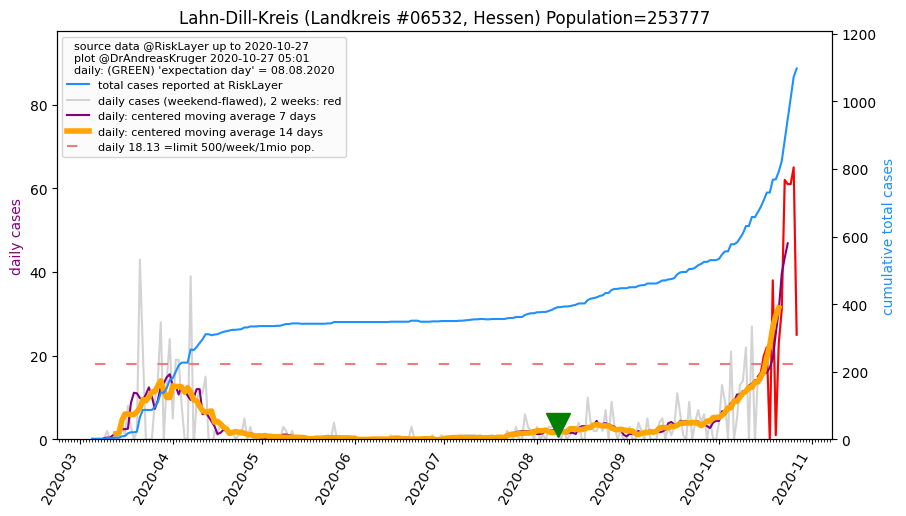 Lahn-Dill-Kreis (Landkreis #06532, Hessen) Population=253777
source data @RiskLayer up to 2020-10-27
plot @DrAndreasKruger 2020-10-27 05:01
daily: (GREEN) 'expectation day' = 08.08.2020
total cases reported at RiskLayer
daily cases (weekend-flawed), 2 weeks: red
daily: centered moving average 7 days
daily: centered moving average 14 days
daily 18.13 =limit 500/week/1mio pop.
daily cases
80
60
40
20
0
1200
1000
800
600
400
200
0
cumulative total cases
2020-03
2020-04
2020-05
2020-06
2020-07
2020-08
2020-09
2020-10
2020-11